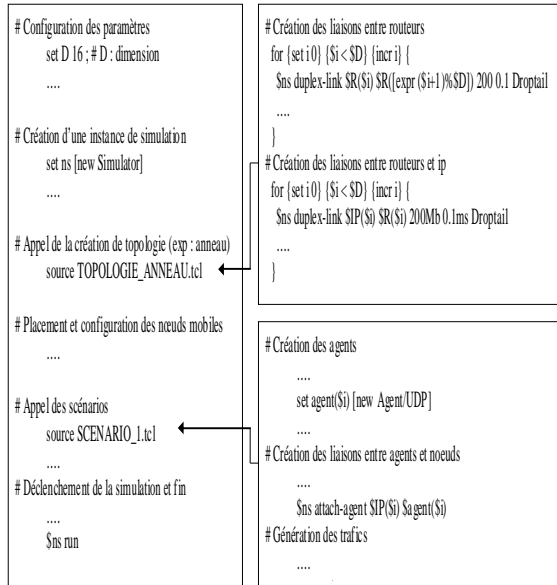 # Configuration des paramètres
set D 16 ; # D : dimension
....
# Création d'une instance de simulation
set ns [new Simulator]
....
# Appel de la création de topologie (exp : anneau)
source TOPOLOGIE_ANNEAU.tcl
# Placement et configuration des nœuds mobiles
....
# Appel des scénarios
source SCENARIO_1.tcl
....
# Déclenchement de la simulation et fin
....
$ns run
# Création des liaisons entre routeurs
for {set i 0} {$i < $D} {incr i} {
$ns duplex-link $R($i) $R([expr ($i+1)%$D]) 200 0.1 Droptail
....
}
# Création des liaisons entre routeurs et ip
for {set i 0} {$i < $D} {incr i} {
$ns duplex-link $IP($i) $R($i) 200Mb 0.1ms Droptail
....
}
# Création des agents
....
set agent($i) [new Agent/UDP]
....
# Création des liaisons entre agents et noeuds
....
$ns attach-agent $IP($i) $agent($i)
# Génération des trafics
....